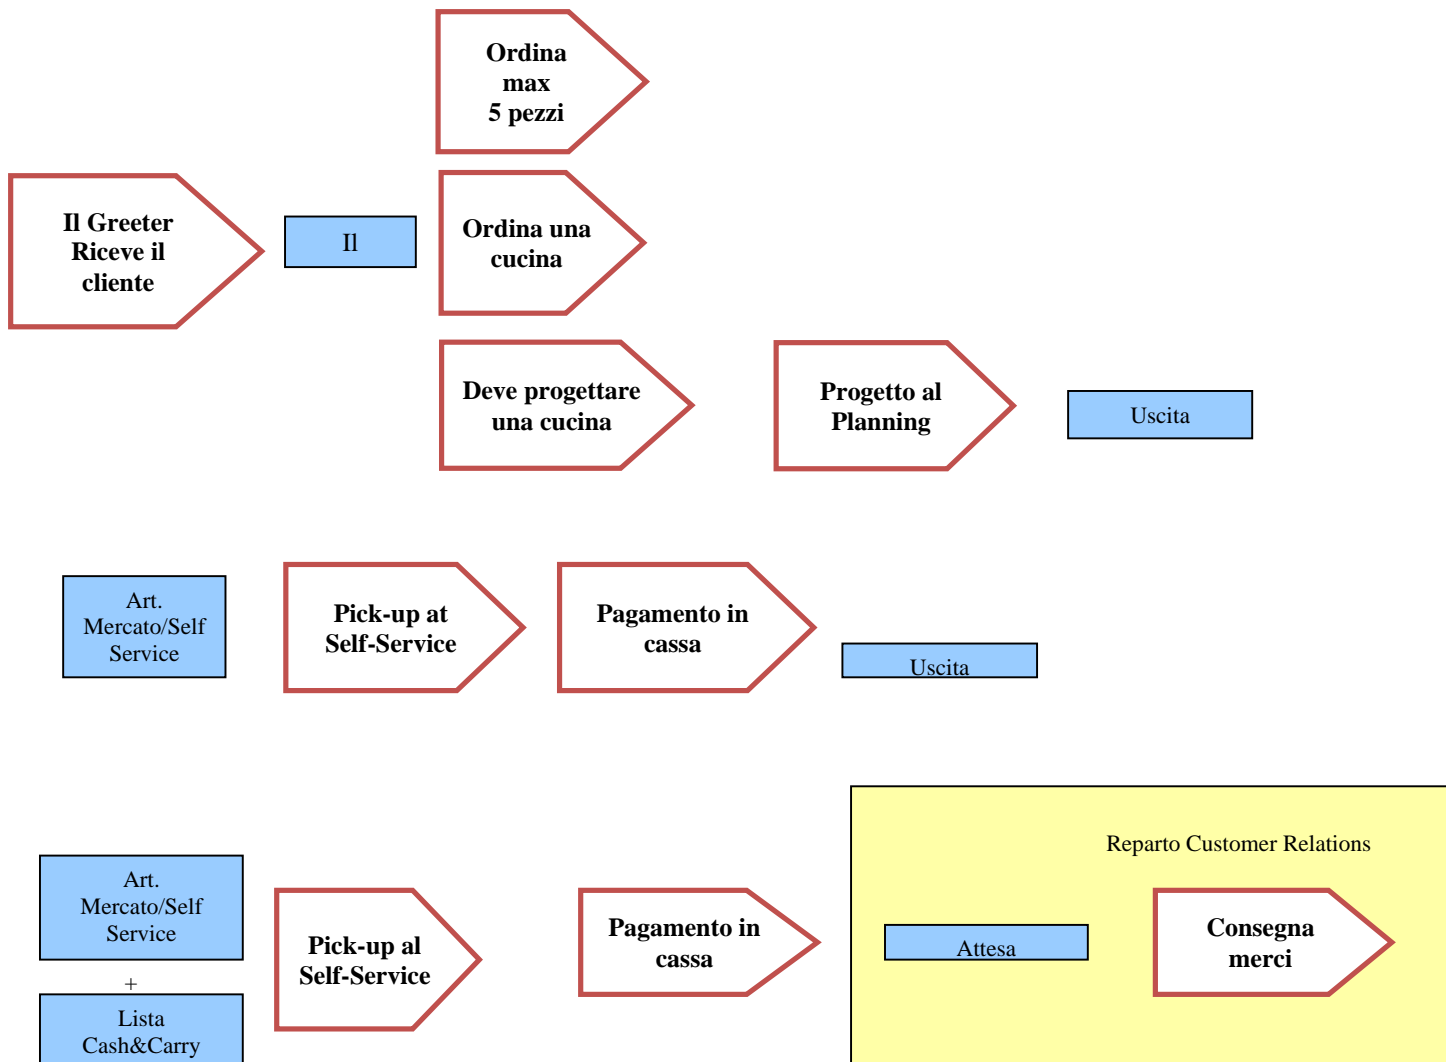 Ordina
max
5 pezzi
Il Greeter
Riceve il
cliente
Il
Ordina una
cucina
Deve progettare
una cucina
Progetto al
Planning
Uscita
Art.
Mercato/Self
Service
Pick-up at
Self-Service
Pagamento in
cassa
Uscita
Reparto Customer Relations
Art.
Mercato/Self
Service
+
Lista
Cash&Carry
Pick-up al
Self-Service
Pagamento in
cassa
Attesa
Consegna
merci